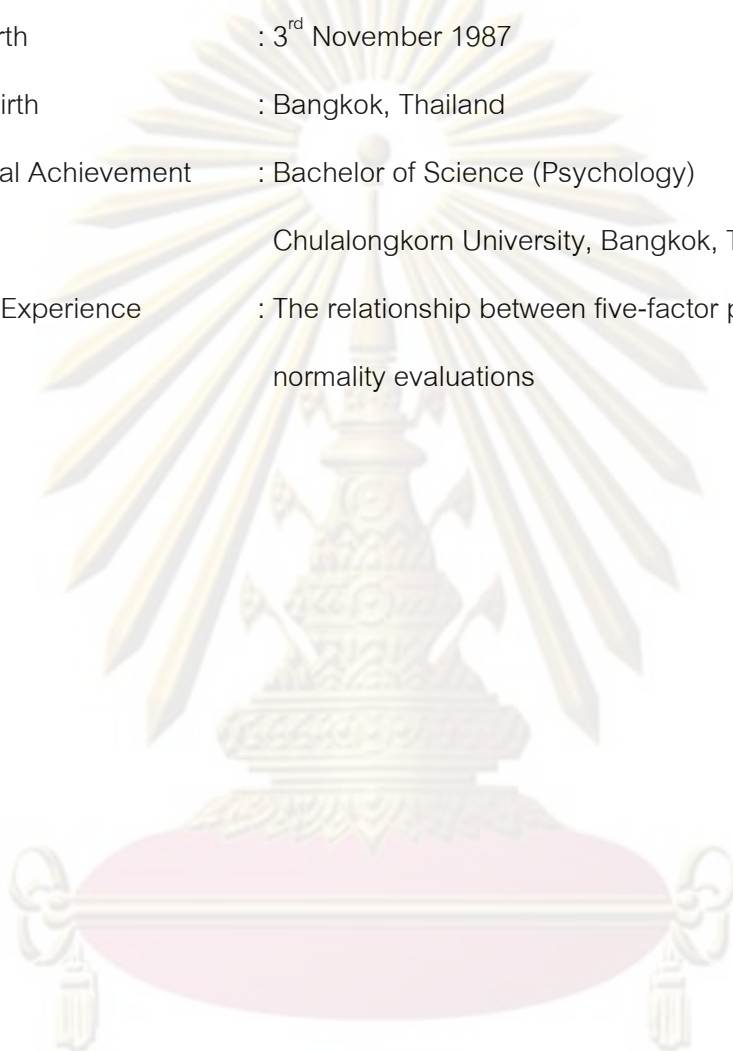 rth : 3rd November 1987
irth : Bangkok, Thailand
al Achievement : Bachelor of Science (Psychology)
Chulalongkorn University, Bangkok, T
Experience : The relationship between five-factor p
normality evaluations